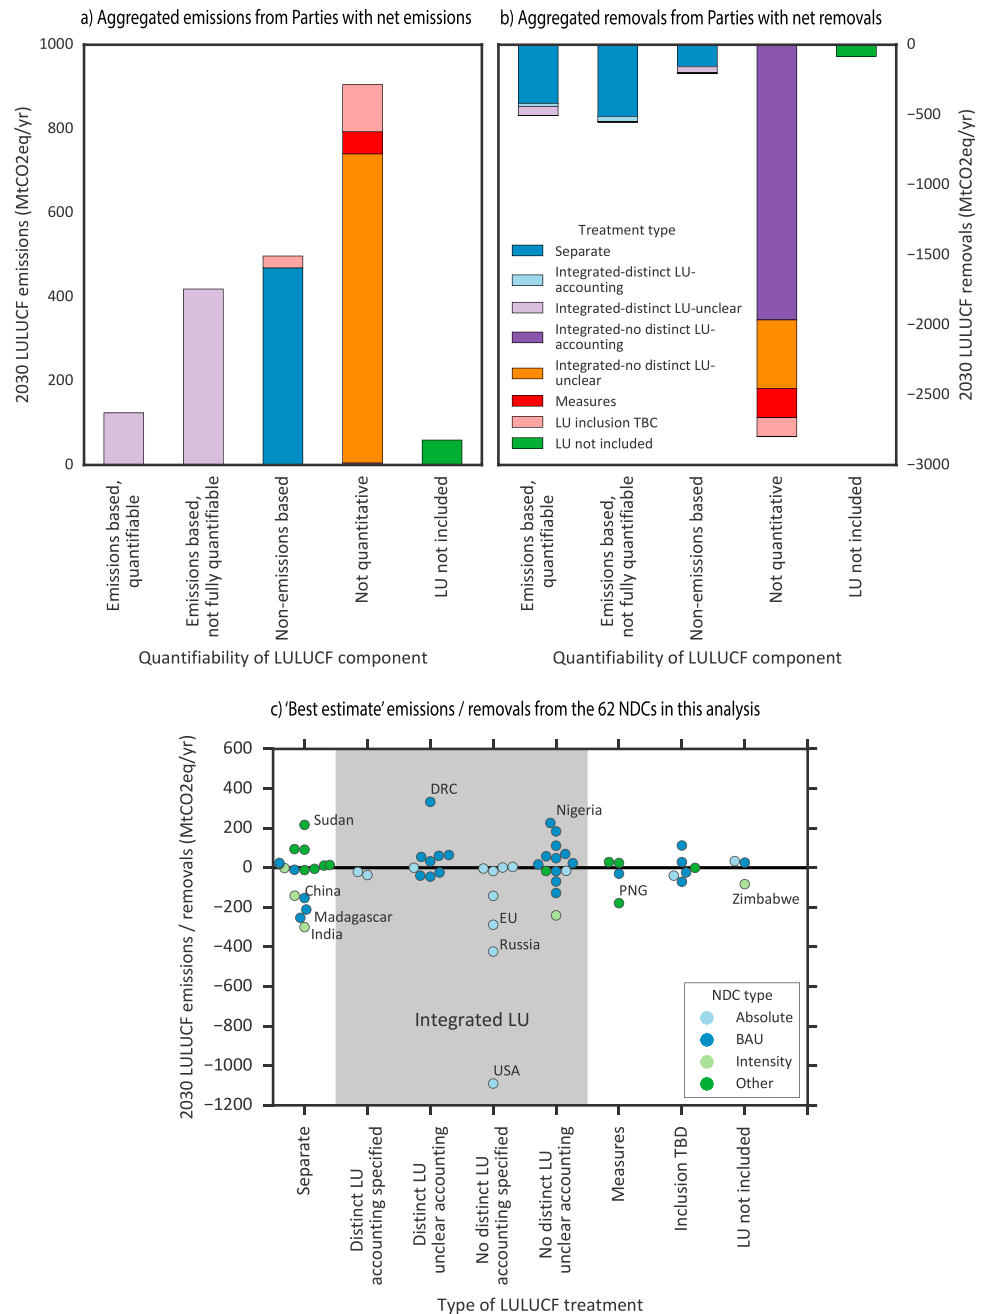 a) Aggregated emissions from Parties with net emissions
1000
800
600
400
200
0
2030 LULUCF emissions (MtCO2eq/yr)
Emissions based,
quantifiable
Emissions based,
not fully quantifiable
Non-emissions based
Not quantitative
LU not included
Quantifiability of LULUCF component
b) Aggregated removals from Parties with net removals
0
−500
−1000
−1500
−2000
−2500
−3000
2030 LULUCF removals (MtCO2eq/yr)
Treatment type
Separate
Integrated-distinct LU-
accounting
Integrated-distinct LU-unclear
Integrated-no distinct LU-
accounting
Integrated-no distinct LU-
unclear
Measures
LU inclusion TBC
LU not included
Emissions based,
quantifiable
Emissions based,
not fully quantifiable
Non-emissions based
Not quantitative
LU not included
Quantifiability of LULUCF component
c) ‘Best estimate’ emissions / removals from the 62 NDCs in this analysis
600
400
200
0
−200
−400
−600
−800
−1000
−1200
2030 LULUCF emissions / removals (MtCO2eq/yr)
Sudan
China
Madagascar
India
DRC
EU
Russia
USA
Nigeria
PNG
Zimbabwe
Integrated LU
NDC type
Absolute
BAU
Intensity
Other
Separate
Distinct LU
accounting specified
Distinct LU
unclear accounting
No distinct LU
accounting specified
No distinct LU
unclear accounting
Measures
Inclusion TBD
LU not included
Type of LULUCF treatment